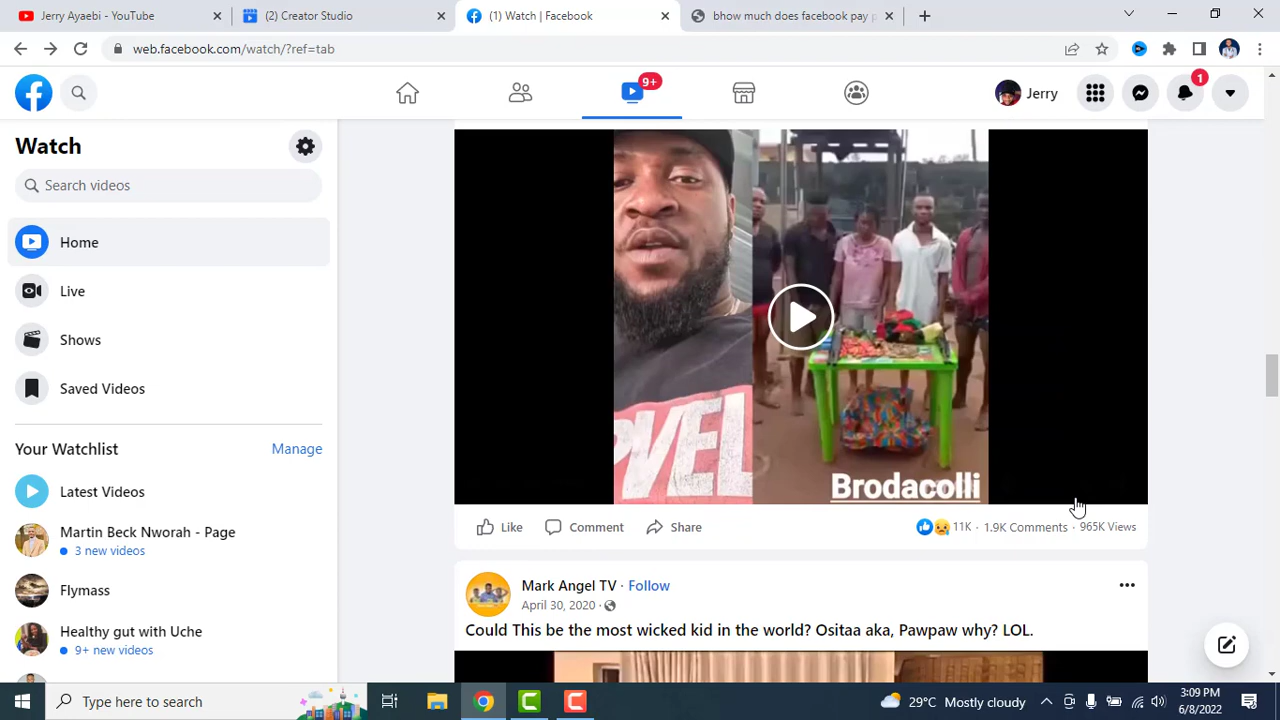 Jerry Ayaebi - YouTube
(2) Creator Studio
(1) Watch | Facebook
bhow much does facebook pay p
web.facebook.com/watch/?ref=tab
9+
Jerry
1
Watch
Search videos
Home
Live
Shows
Saved Videos
Your Watchlist
Manage
Latest Videos
Martin Beck Nworah - Page
3 new videos
Flymass
Healthy gut with Uche
9+ new videos
Brodacolli
Like
Comment
Share
11K · 1.9K Comments · 965K Views
Mark Angel TV · Follow
April 30, 2020 ·
Could This be the most wicked kid in the world? Ositaa aka, Pawpaw why? LOL.
Type here to search
29°C Mostly cloudy
3:09 PM
6/8/2022